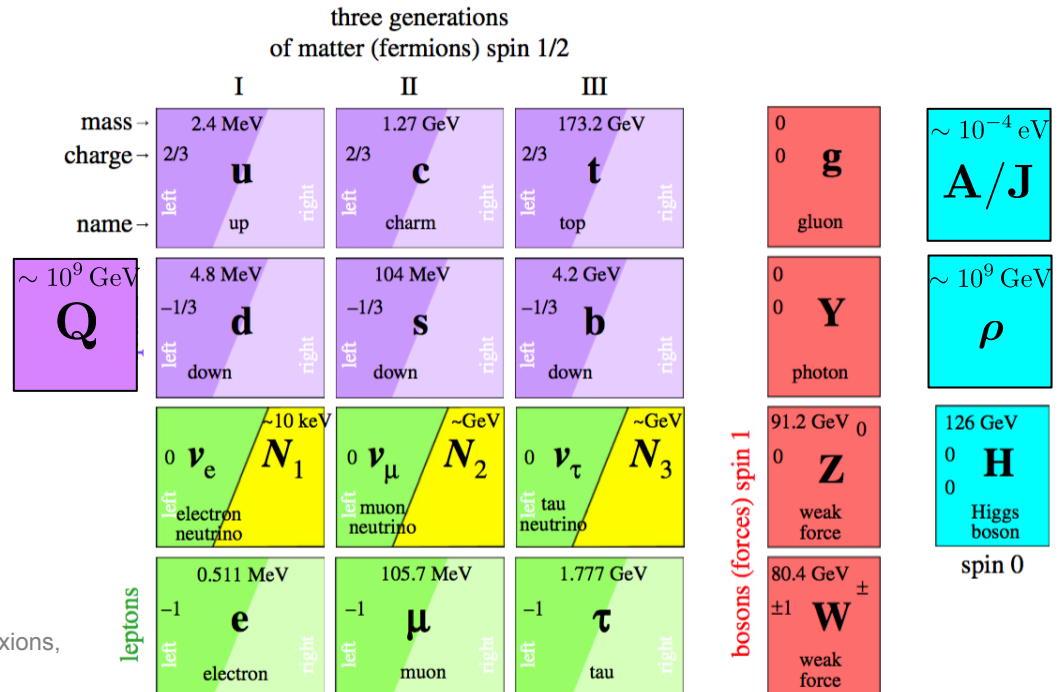 three generations
of matter (fermions) spin 1/2
I II III
mass→ 2.4 MeV 1.27 GeV 173.2 GeV 0 ~ 10⁻⁴ eV
charge→ 2/3 u 2/3 c 2/3 t 0 g A/J
left right left right left right
name→ up charm top gluon
~ 10⁹ GeV 4.8 MeV 104 MeV 4.2 GeV 0 ~ 10⁹ GeV
Q −1/3 d −1/3 s −1/3 b 0 Y ρ
left right left right left right
down down down photon
~10 keV ~GeV ~GeV 91.2 GeV 0 126 GeV
0 νe N1 0 νμ N2 0 ντ N3 0 Z 0 H
0
left left left
electron muon tau weak Higgs
neutrino neutrino neutrino force boson
spin 0
0.511 MeV 105.7 MeV 1.777 GeV 80.4 GeV ±
−1 e −1 μ −1 τ ±1 W
left right left right left right
electron muon tau weak
force
leptons
bosons (forces) spin 1
xions,